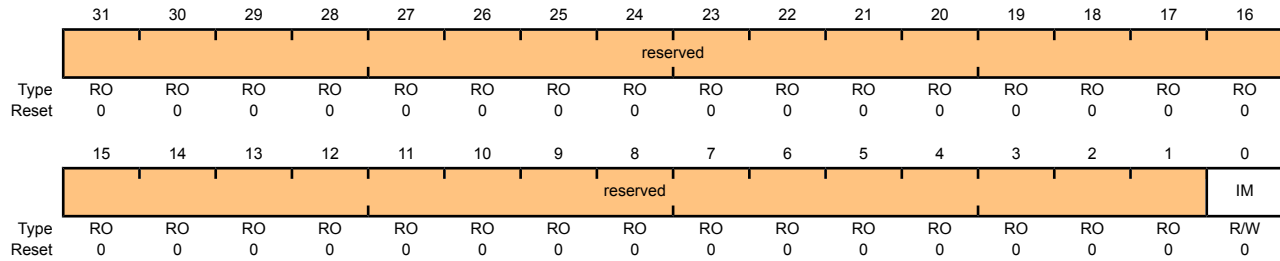 31 30 29 28 27 26 25 24 23 22 21 20 19 18 17 16
reserved
Type RO RO RO RO RO RO RO RO RO RO RO RO RO RO RO RO
Reset 0 0 0 0 0 0 0 0 0 0 0 0 0 0 0 0
15 14 13 12 11 10 9 8 7 6 5 4 3 2 1 0
reserved IM
Type RO RO RO RO RO RO RO RO RO RO RO RO RO RO RO R/W
Reset 0 0 0 0 0 0 0 0 0 0 0 0 0 0 0 0